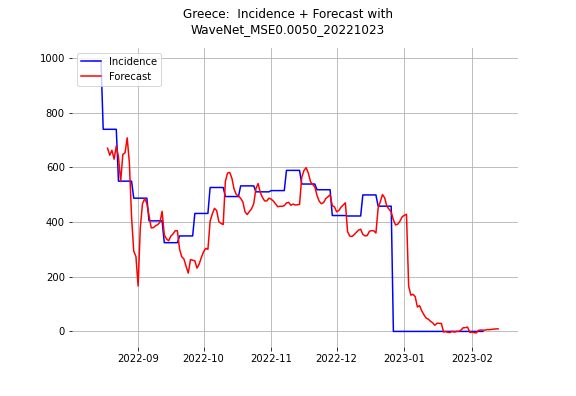 Greece:  Incidence + Forecast with
WaveNet_MSE0.0050_20221023
Incidence
Forecast
1000
800
600
400
200
0
2022-09 2022-10 2022-11 2022-12 2023-01 2023-02